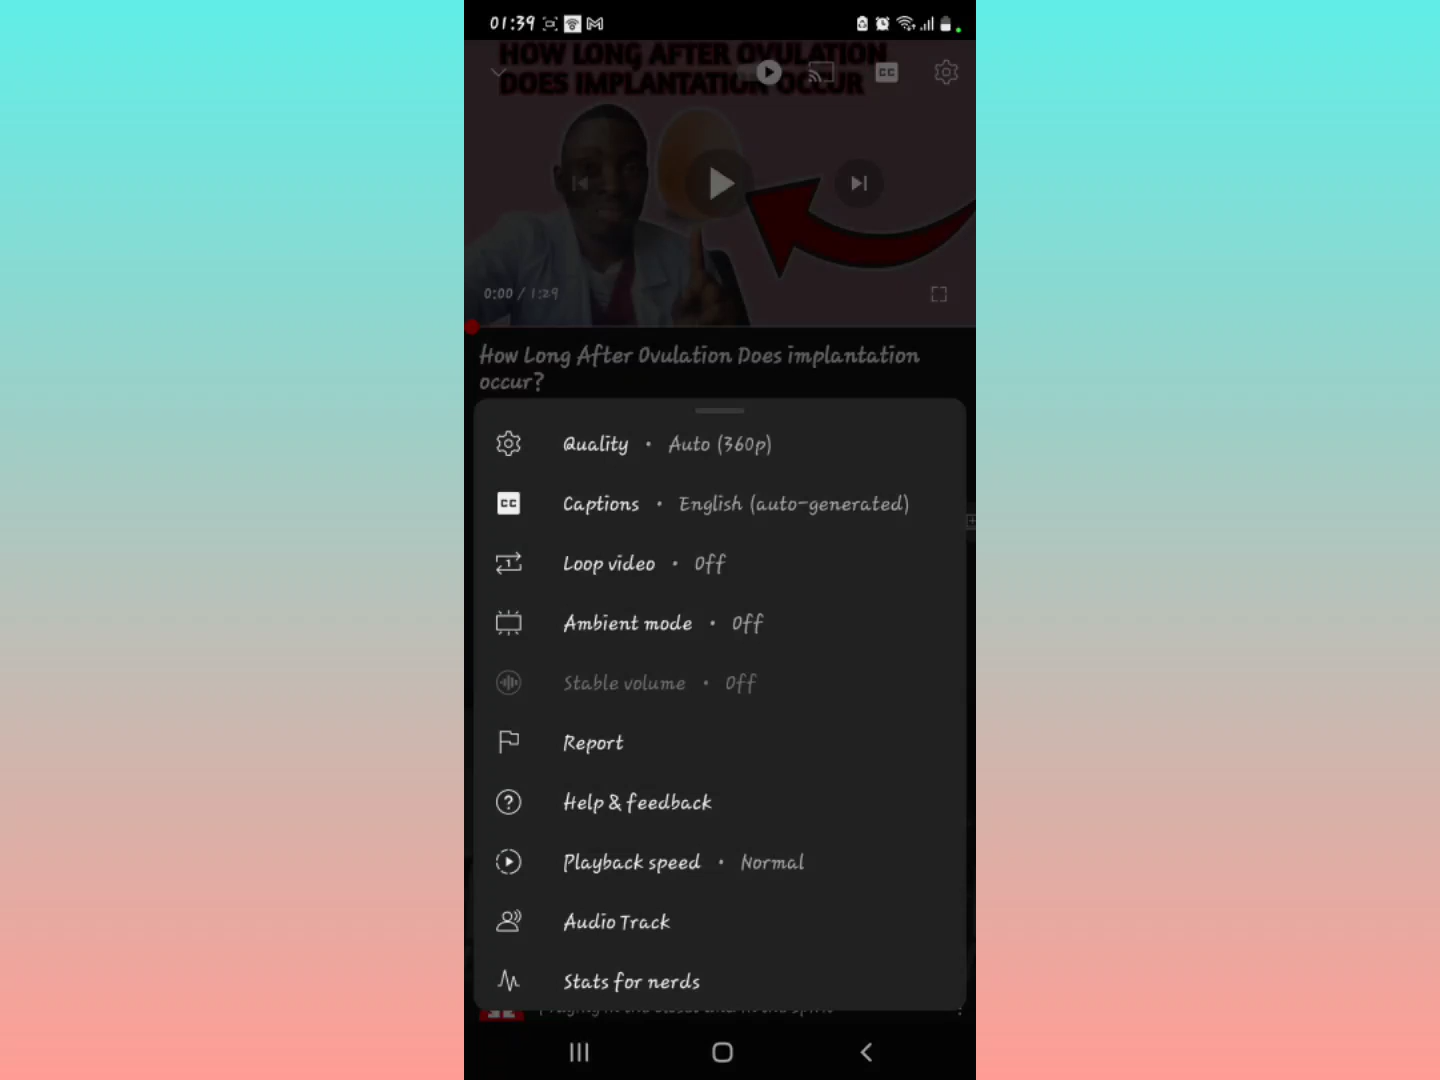 01:39
HOW LONG AFTER OVULATION
DOES IMPLANTATION OCCUR
CC
0:00 / 1:29
How Long After Ovulation Does implantation
occur?
Quality • Auto (360p)
CC Captions • English (auto-generated)
Loop video • Off
Ambient mode • Off
Stable volume • Off
Report
Help & feedback
Playback speed • Normal
Audio Track
Stats for nerds